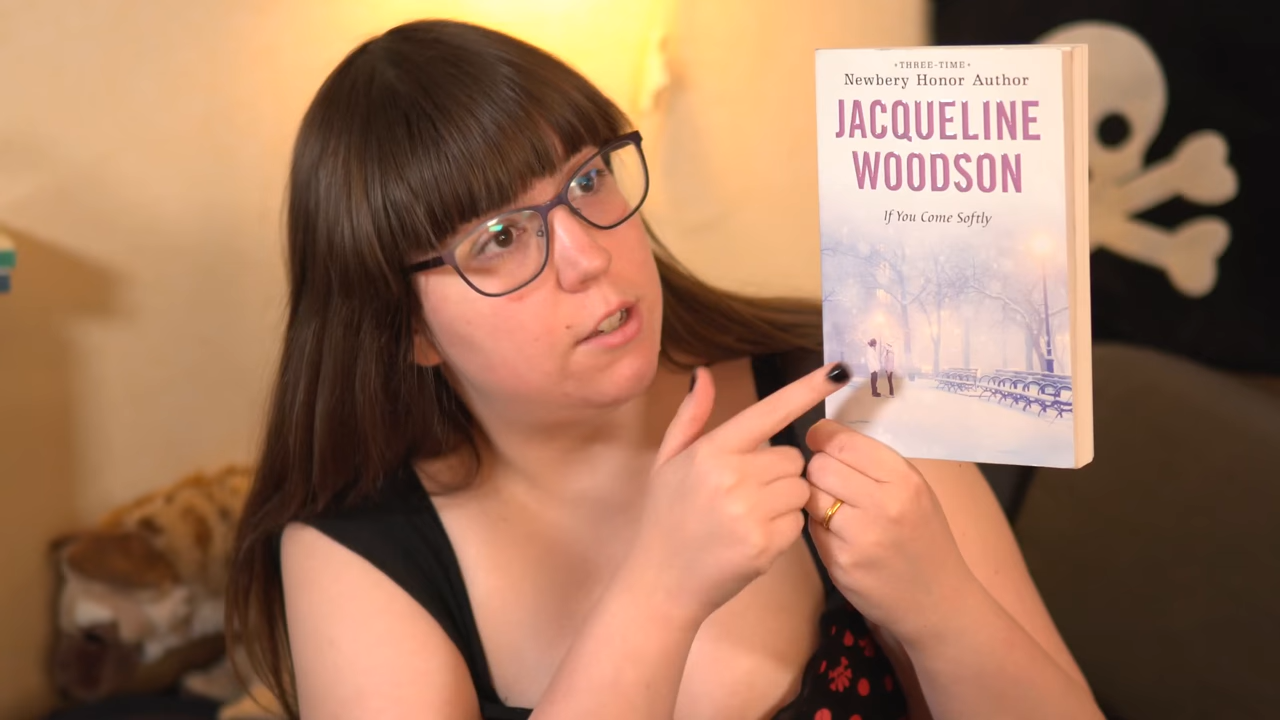 •THREE-TIME•
Newbery Honor Author
JACQUELINE
WOODSON
If You Come Softly